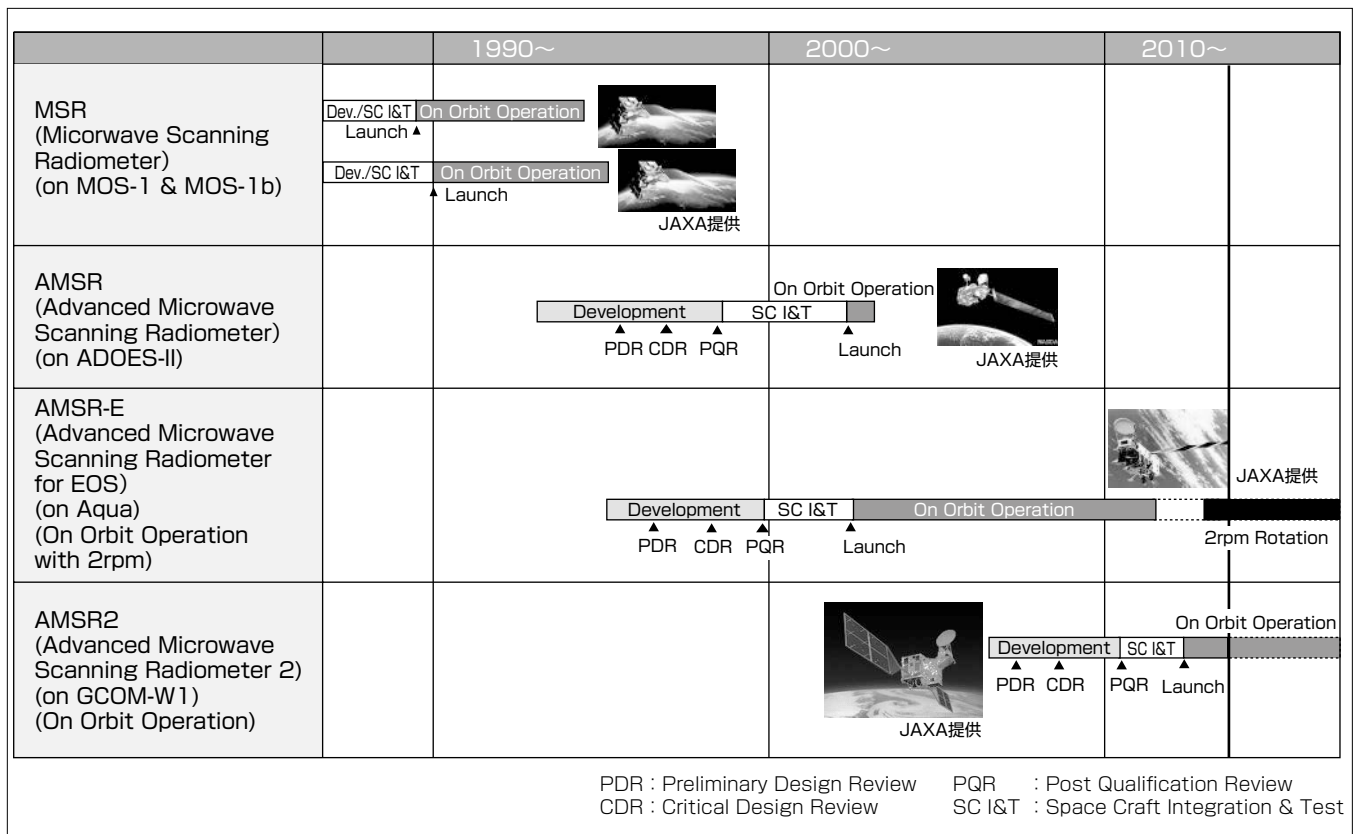 1990～ 2000～ 2010～
MSR
(Micorwave Scanning
Radiometer)
(on MOS-1 & MOS-1b)
Dev./SC I&T On Orbit Operation
Launch
Dev./SC I&T On Orbit Operation
Launch
JAXA提供
AMSR
(Advanced Microwave
Scanning Radiometer)
(on ADOES-II)
On Orbit Operation
Development SC I&T
PDR CDR PQR Launch
JAXA提供
AMSR-E
(Advanced Microwave
Scanning Radiometer
for EOS)
(on Aqua)
(On Orbit Operation
with 2rpm)
JAXA提供
Development SC I&T On Orbit Operation
PDR CDR PQR Launch
2rpm Rotation
AMSR2
(Advanced Microwave
Scanning Radiometer 2)
(on GCOM-W1)
(On Orbit Operation)
On Orbit Operation
Development SC I&T
PDR CDR PQR Launch
JAXA提供
PDR：Preliminary Design Review PQR ：Post Qualification Review
CDR：Critical Design Review SC I&T ：Space Craft Integration & Test